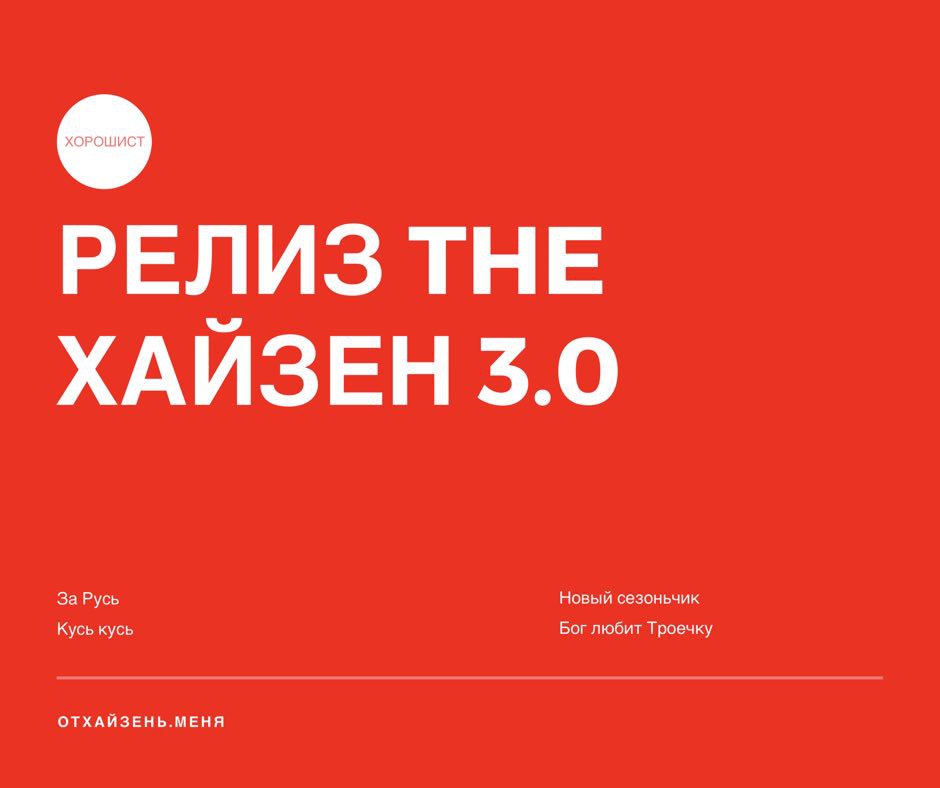 ХОРОШИСТ
РЕЛИЗ THE
ХАЙЗЕН 3.0
За Русь
Кусь кусь
Новый сезоньчик
Бог любит Троечку
ОТХАЙЗЕНЬ.МЕНЯ